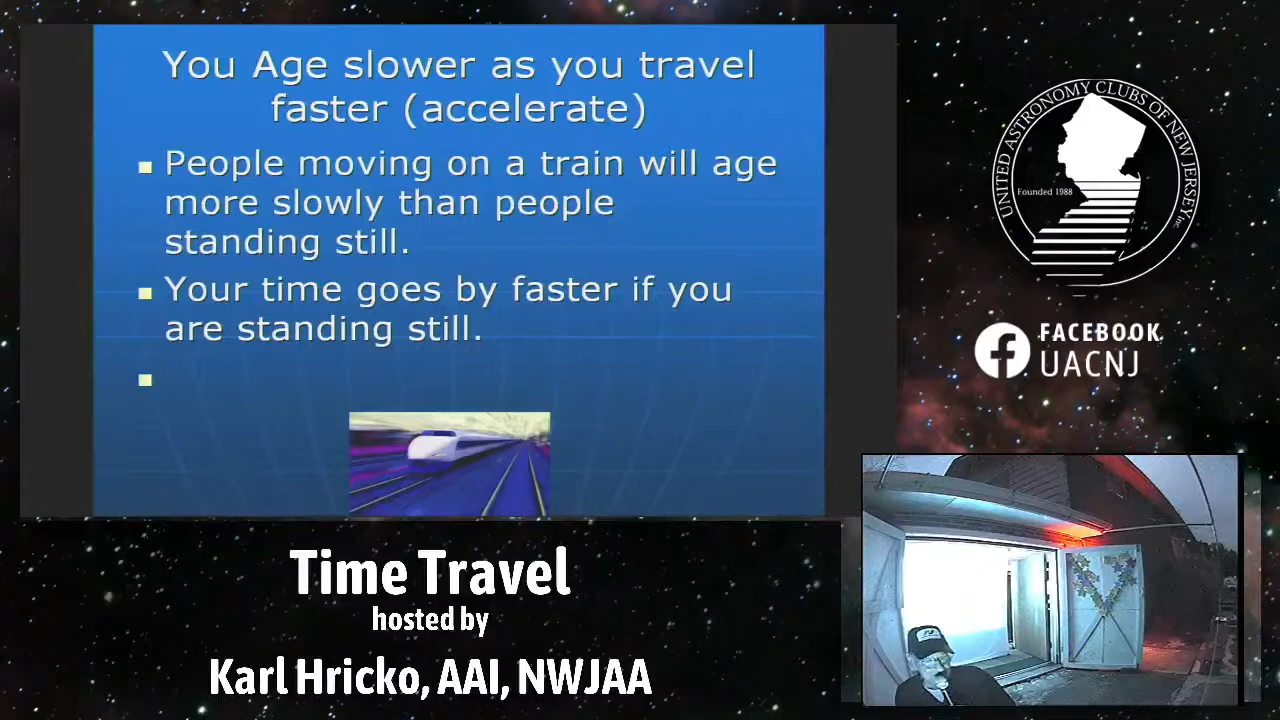 You Age slower as you travel
faster (accelerate)
People moving on a train will age
more slowly than people
standing still.
Your time goes by faster if you
are standing still.
UNITED ASTRONOMY CLUBS OF NEW JERSEY Inc
Founded 1988
FACEBOOK
UACNJ
Time Travel
hosted by
Karl Hricko, AAI, NWJAA